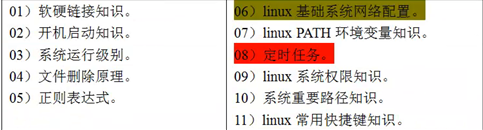 01）软硬链接知识。
02）开机启动知识。
03）系统运行级别。
04）文件删除原理。
05）正则表达式。
06）linux 基础系统网络配置。
07）linux PATH 环境变量知识。
08）定时任务。
09）linux 系统权限知识。
10）系统重要路径知识。
11）linux 常用快捷键知识。